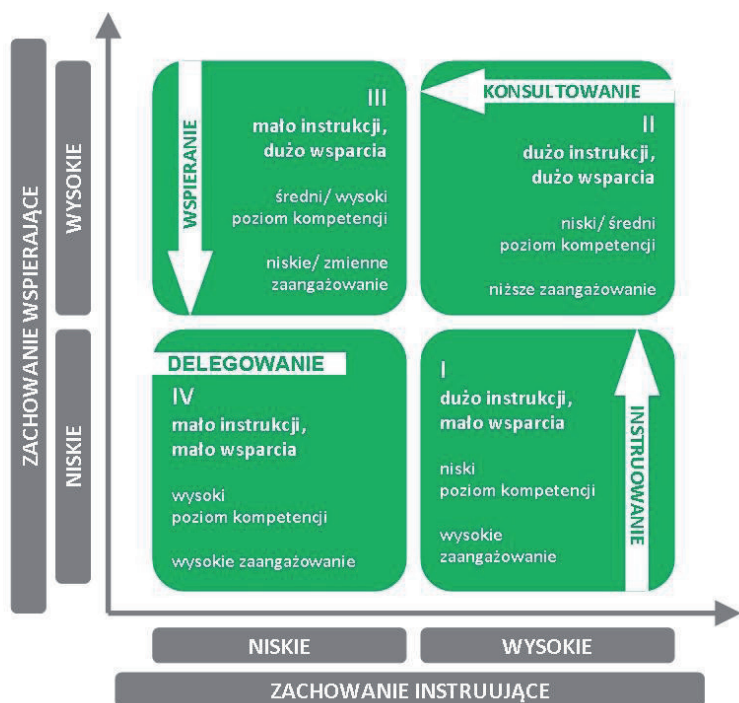 ZACHOWANIE WSPIERAJĄCE
WYSOKIE
NISKIE
WSPIERANIE
III
mało instrukcji,
dużo wsparcia
średni/ wysoki
poziom kompetencji
niskie/ zmienne
zaangażowanie
KONSULTOWANIE
II
dużo instrukcji,
dużo wsparcia
niski/ średni
poziom kompetencji
niższe zaangażowanie
DELEGOWANIE
IV
mało instrukcji,
mało wsparcia
wysoki
poziom kompetencji
wysokie zaangażowanie
I
dużo instrukcji,
mało wsparcia
niski
poziom kompetencji
wysokie
zaangażowanie
INSTRUOWANIE
NISKIE
WYSOKIE
ZACHOWANIE INSTRUUJĄCE